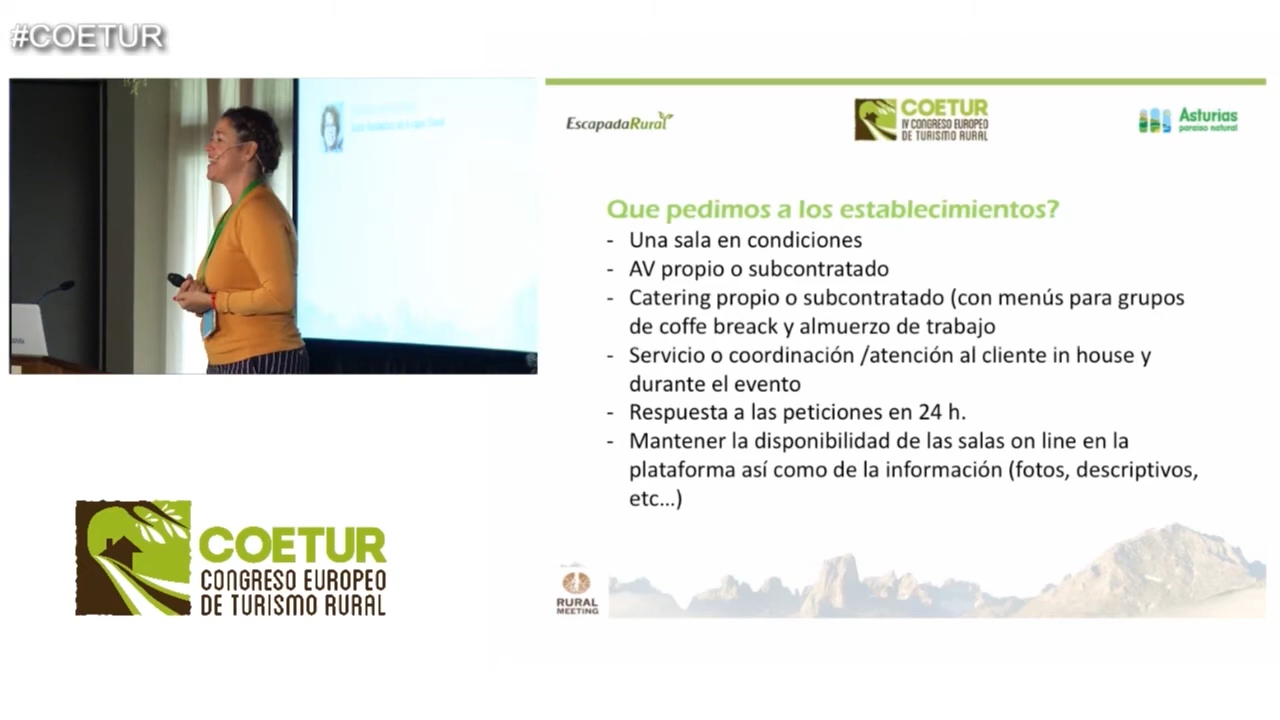 #COETUR
EscapadaRural
COETUR
IV CONGRESO EUROPEO
DE TURISMO RURAL
Asturias
paraíso natural
Que pedimos a los establecimientos?
- Una sala en condiciones
- AV propio o subcontratado
- Catering propio o subcontratado (con menús para grupos
de coffe breack y almuerzo de trabajo
- Servicio o coordinación /atención al cliente in house y
durante el evento
- Respuesta a las peticiones en 24 h.
- Mantener la disponibilidad de las salas on line en la
plataforma así como de la información (fotos, descriptivos,
etc...)
RURAL
MEETING
COETUR
CONGRESO EUROPEO
DE TURISMO RURAL